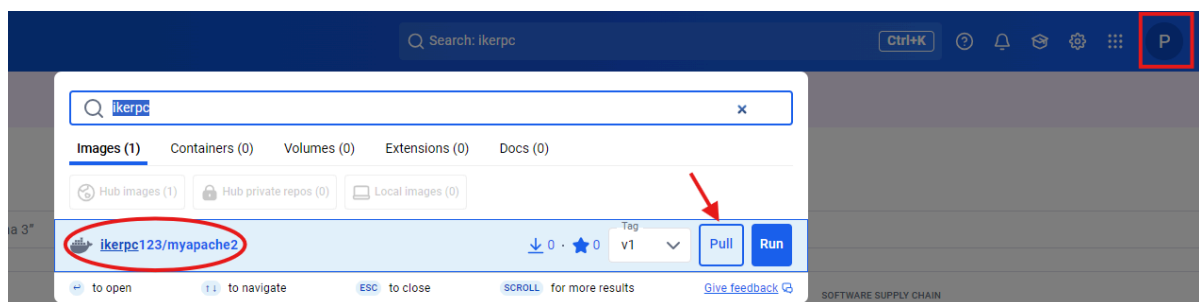 Search: ikerpc Ctrl+K P
ikerpc
Images (1) Containers (0) Volumes (0) Extensions (0) Docs (0)
Hub images (1) Hub private repos (0) Local images (0)
Tag
ikerpc123/myapache2 0 · 0 v1 Pull Run
to open to navigate ESC to close SCROLL for more results Give feedback
a 3"
SOFTWARE SUPPLY CHAIN